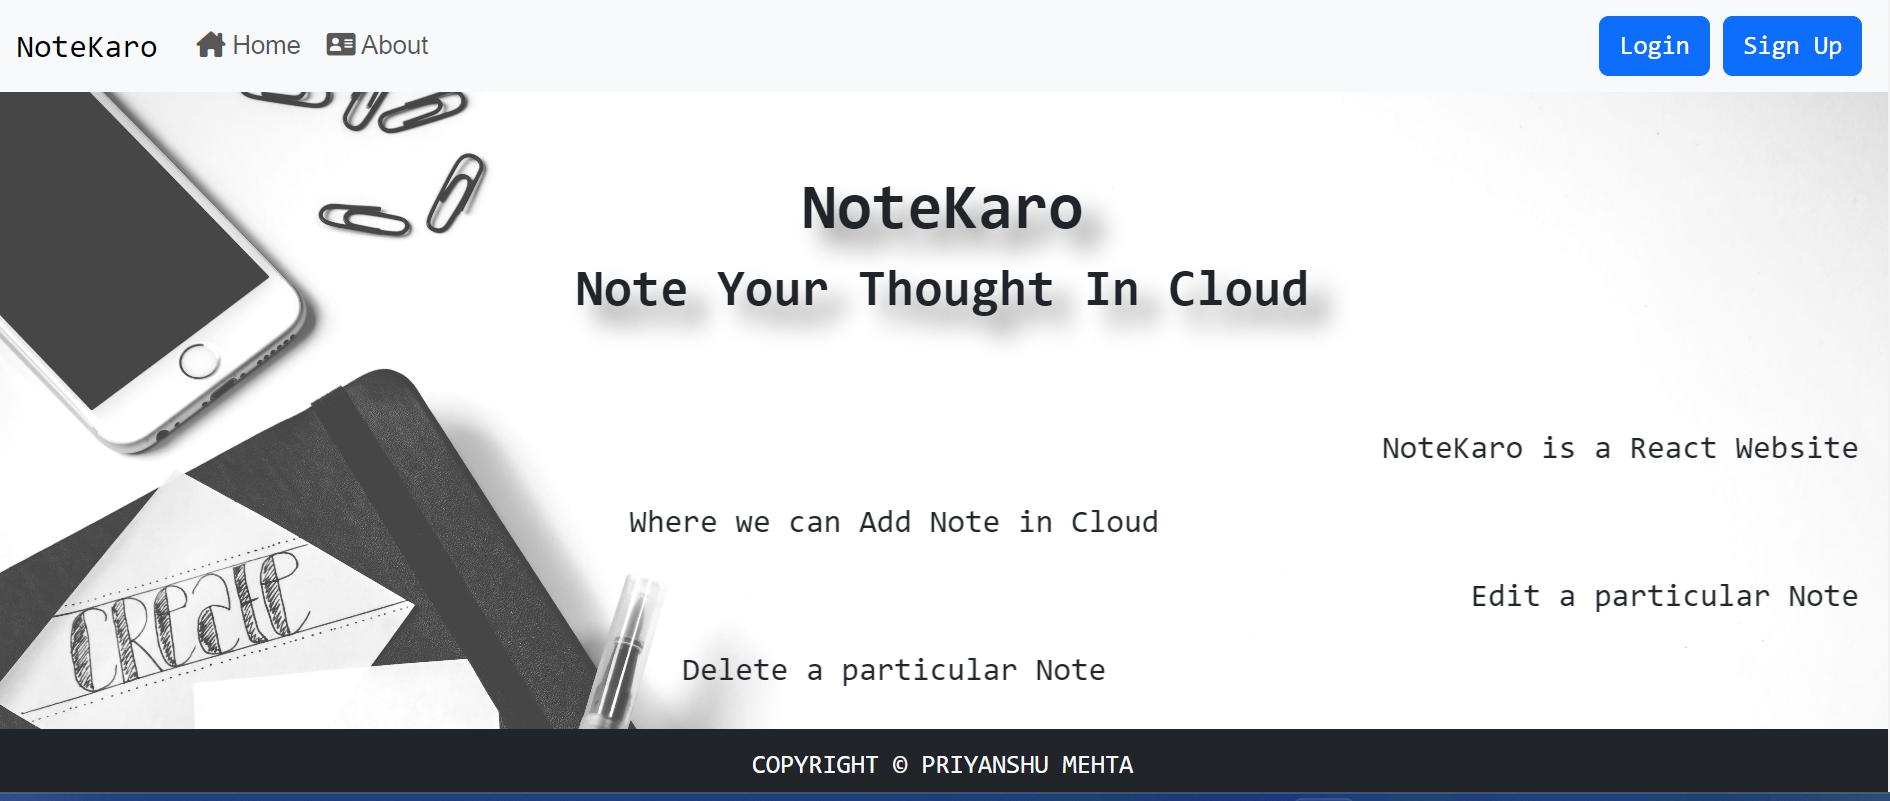 NoteKaro Home About Login Sign Up
NoteKaro
Note Your Thought In Cloud
NoteKaro is a React Website
Where we can Add Note in Cloud
Edit a particular Note
Delete a particular Note
CREATE
COPYRIGHT © PRIYANSHU MEHTA